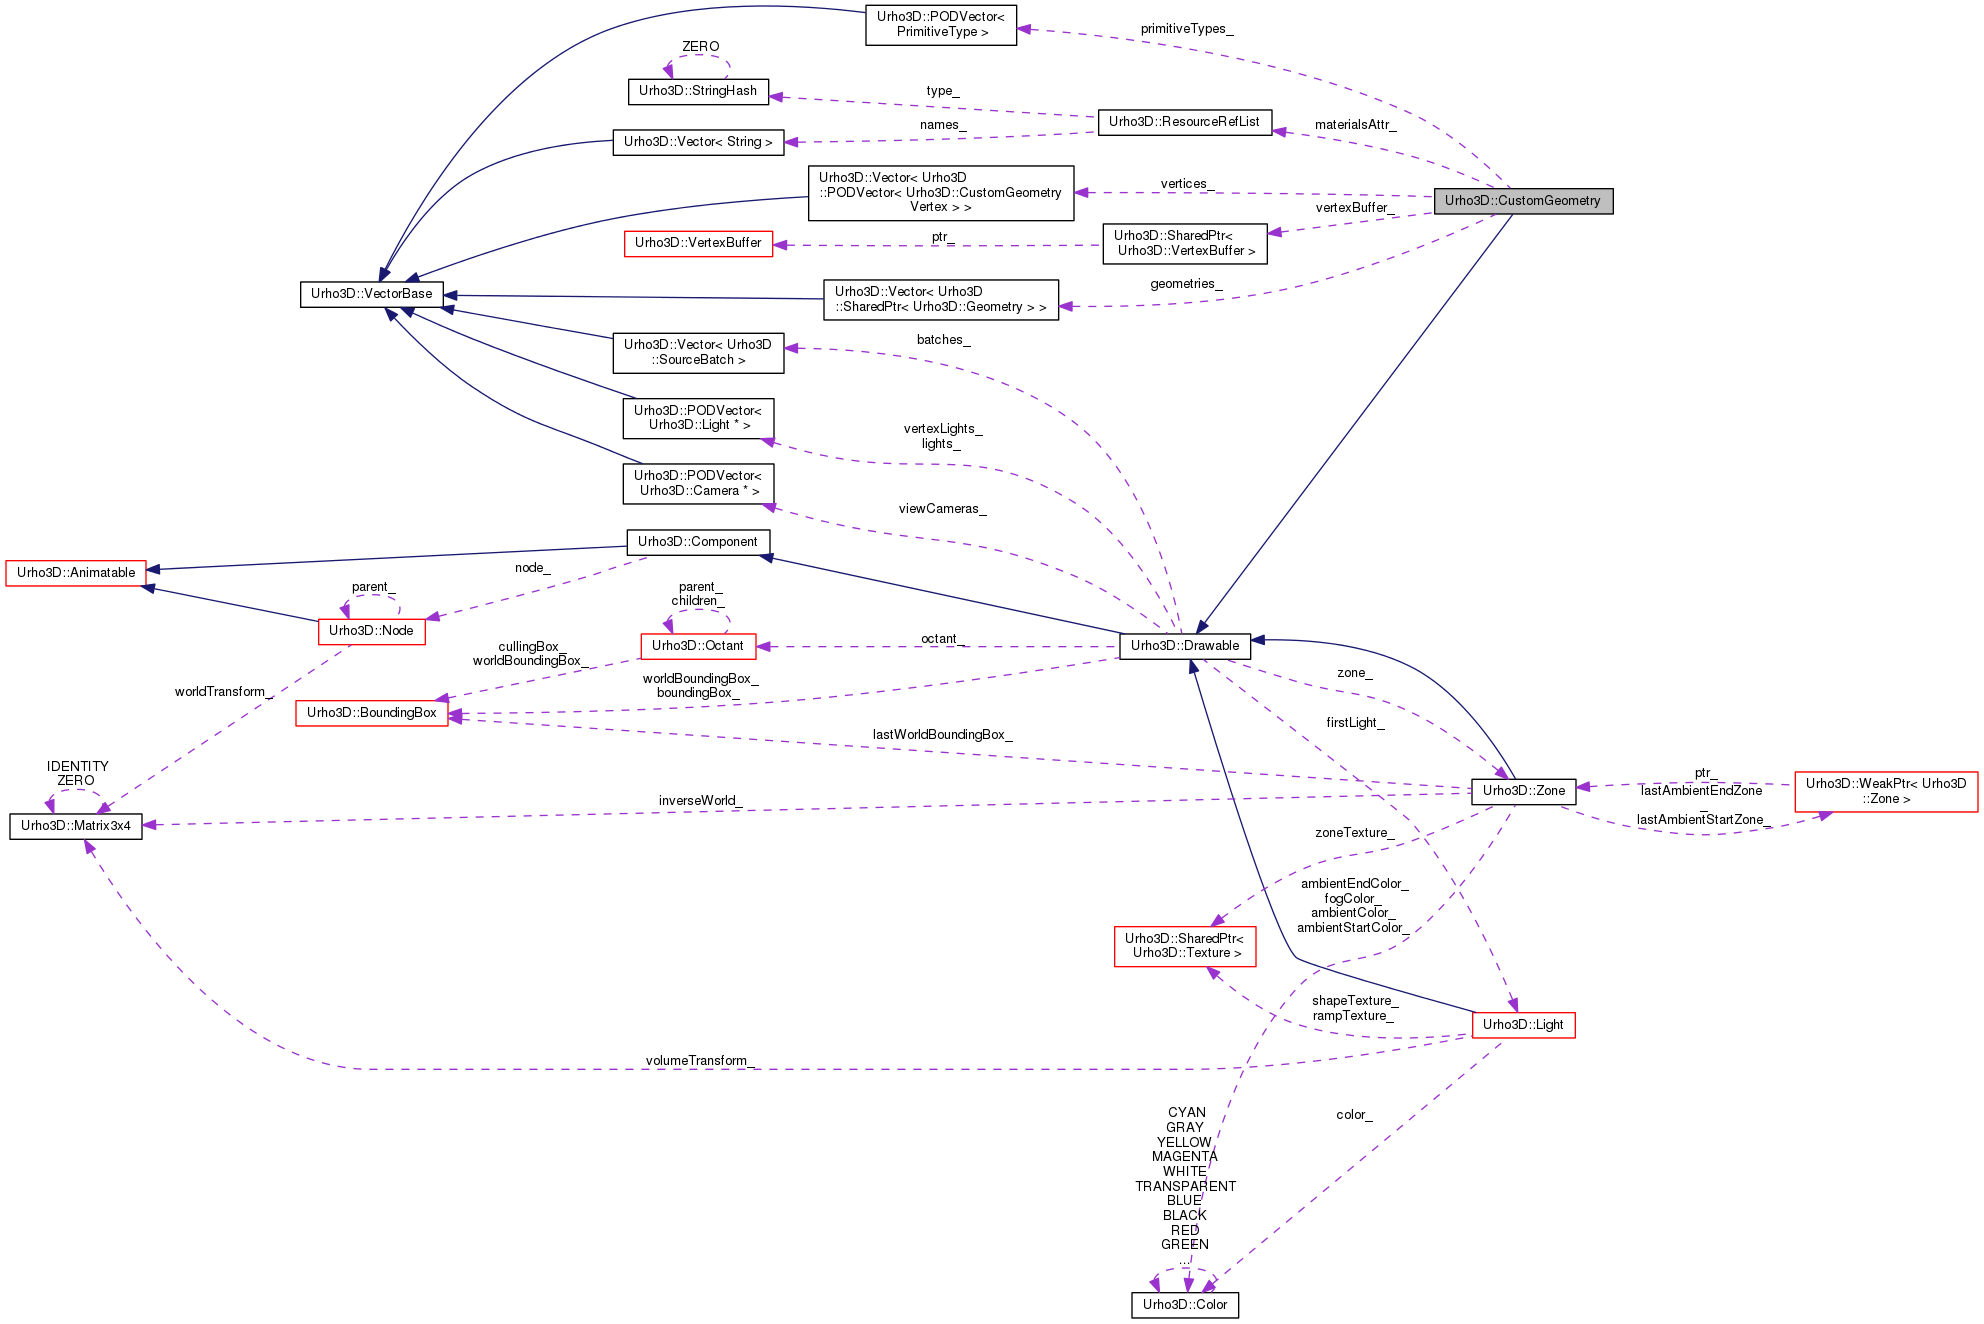 Urho3D::PODVector<
PrimitiveType >
primitiveTypes_
ZERO
Urho3D::StringHash
type_
Urho3D::ResourceRefList
materialsAttr_
names_
Urho3D::Vector< String >
Urho3D::Vector< Urho3D
::PODVector< Urho3D::CustomGeometry
Vertex > >
vertices_
Urho3D::CustomGeometry
vertexBuffer_
Urho3D::VertexBuffer
ptr_
Urho3D::SharedPtr<
Urho3D::VertexBuffer >
Urho3D::VectorBase
Urho3D::Vector< Urho3D
::SharedPtr< Urho3D::Geometry > >
geometries_
Urho3D::Vector< Urho3D
::SourceBatch >
batches_
Urho3D::PODVector<
Urho3D::Light * >
vertexLights_
lights_
Urho3D::PODVector<
Urho3D::Camera * >
viewCameras_
Urho3D::Component
Urho3D::Animatable
node_
parent_
Urho3D::Node
parent_
children_
Urho3D::Octant
octant_
Urho3D::Drawable
cullingBox_
worldBoundingBox_
worldBoundingBox_
boundingBox_
zone_
worldTransform_
Urho3D::BoundingBox
firstLight_
lastWorldBoundingBox_
IDENTITY
ZERO
Urho3D::Matrix3x4
inverseWorld_
Urho3D::Zone
ptr_
lastAmbientEndZone
_
lastAmbientStartZone_
Urho3D::WeakPtr< Urho3D
::Zone >
zoneTexture_
ambientEndColor_
fogColor_
ambientColor_
ambientStartColor_
Urho3D::SharedPtr<
Urho3D::Texture >
shapeTexture_
rampTexture_
Urho3D::Light
volumeTransform_
color_
CYAN
GRAY
YELLOW
MAGENTA
WHITE
TRANSPARENT
BLUE
BLACK
RED
GREEN
...
Urho3D::Color